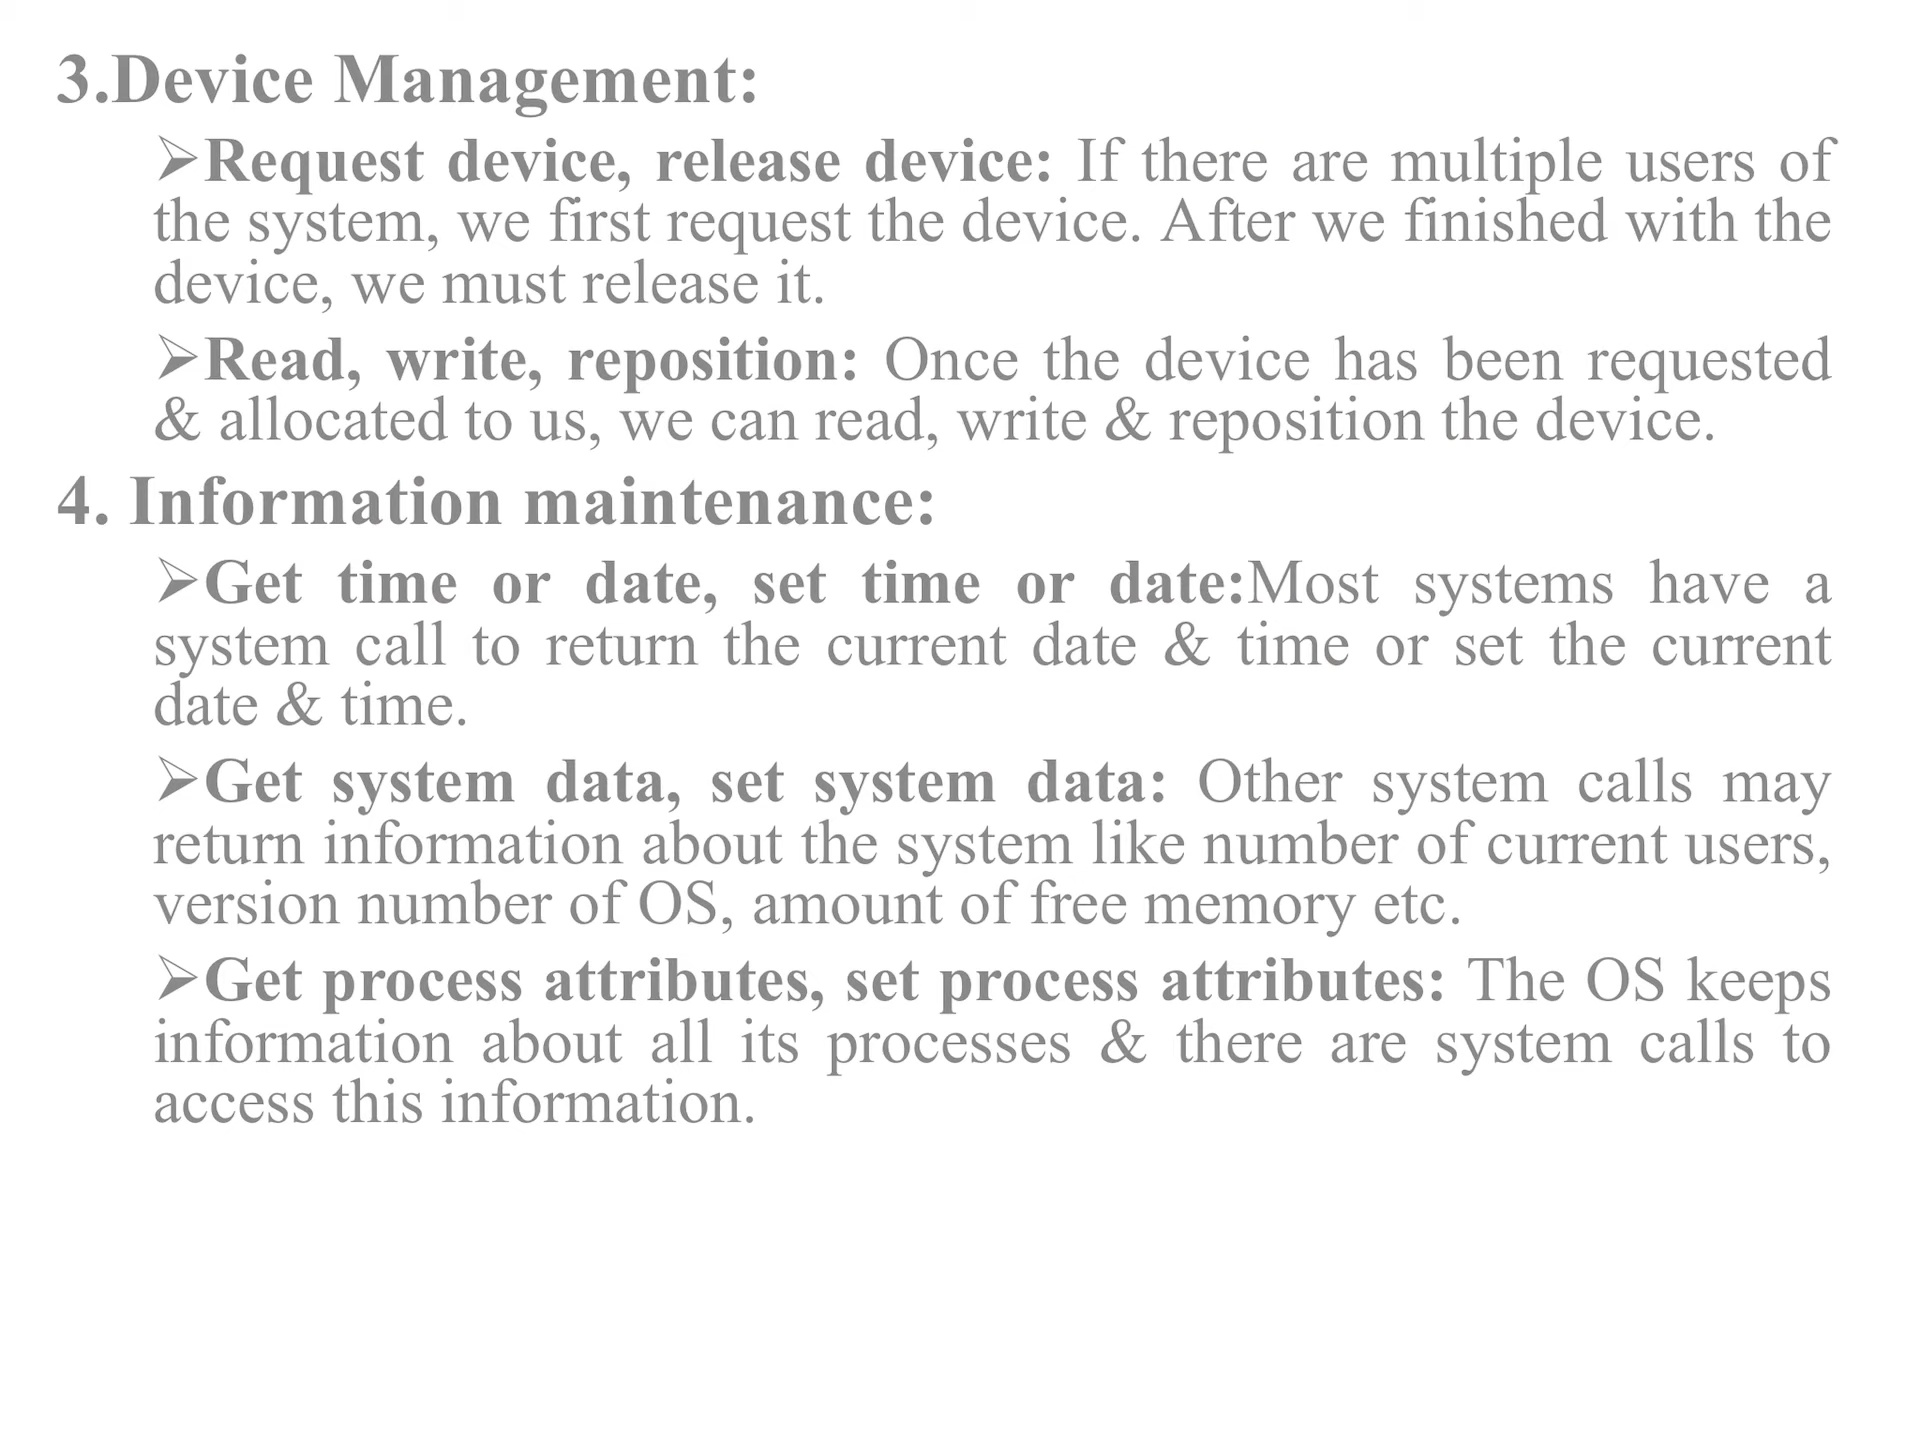 3.Device Management:
➢Request device, release device: If there are multiple users of
the system, we first request the device. After we finished with the
device, we must release it.
➢Read, write, reposition: Once the device has been requested
& allocated to us, we can read, write & reposition the device.
4. Information maintenance:
➢Get time or date, set time or date:Most systems have a
system call to return the current date & time or set the current
date & time.
➢Get system data, set system data: Other system calls may
return information about the system like number of current users,
version number of OS, amount of free memory etc.
➢Get process attributes, set process attributes: The OS keeps
information about all its processes & there are system calls to
access this information.